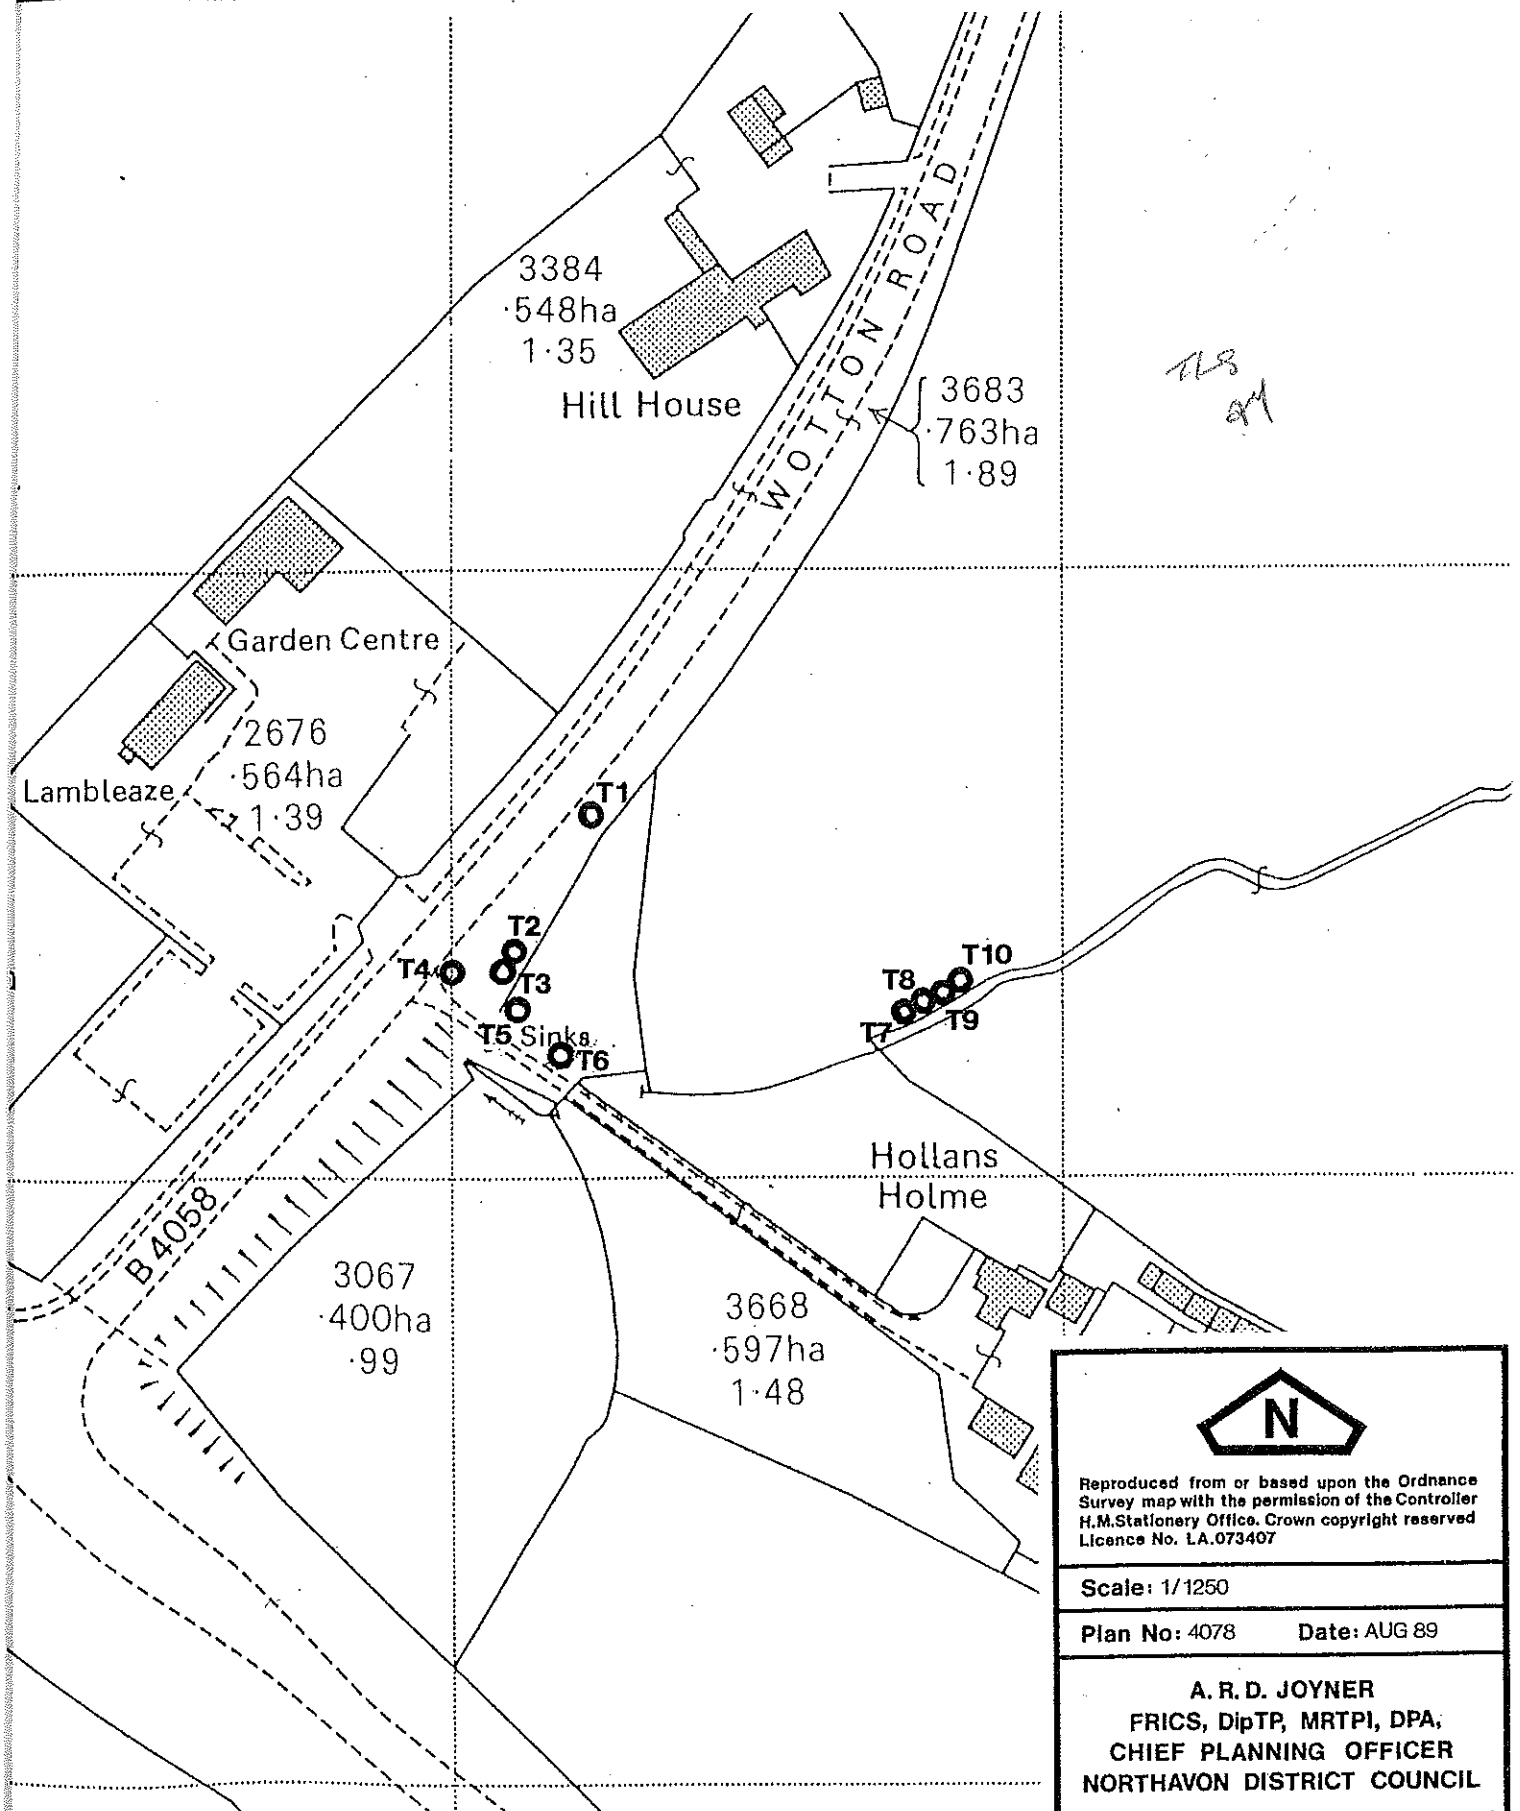 WOTTON ROAD
3384
·548ha
1·35
Hill House
3683
·763ha
1·89
Garden Centre
2676
·564ha
1·39
Lambleaze
T1
T2
T4
T3
T5 Sinks
T6
T10
T8
T9
T7
Hollans
Holme
B 4058
3067
·400ha
·99
3668
·597ha
1·48
N
Reproduced from or based upon the Ordnance
Survey map with the permission of the Controller
H.M.Stationery Office. Crown copyright reserved
Licence No. LA.073407
Scale: 1/1250
Plan No: 4078 Date: AUG 89
A. R. D. JOYNER
FRICS, DipTP, MRTPI, DPA,
CHIEF PLANNING OFFICER
NORTHAVON DISTRICT COUNCIL